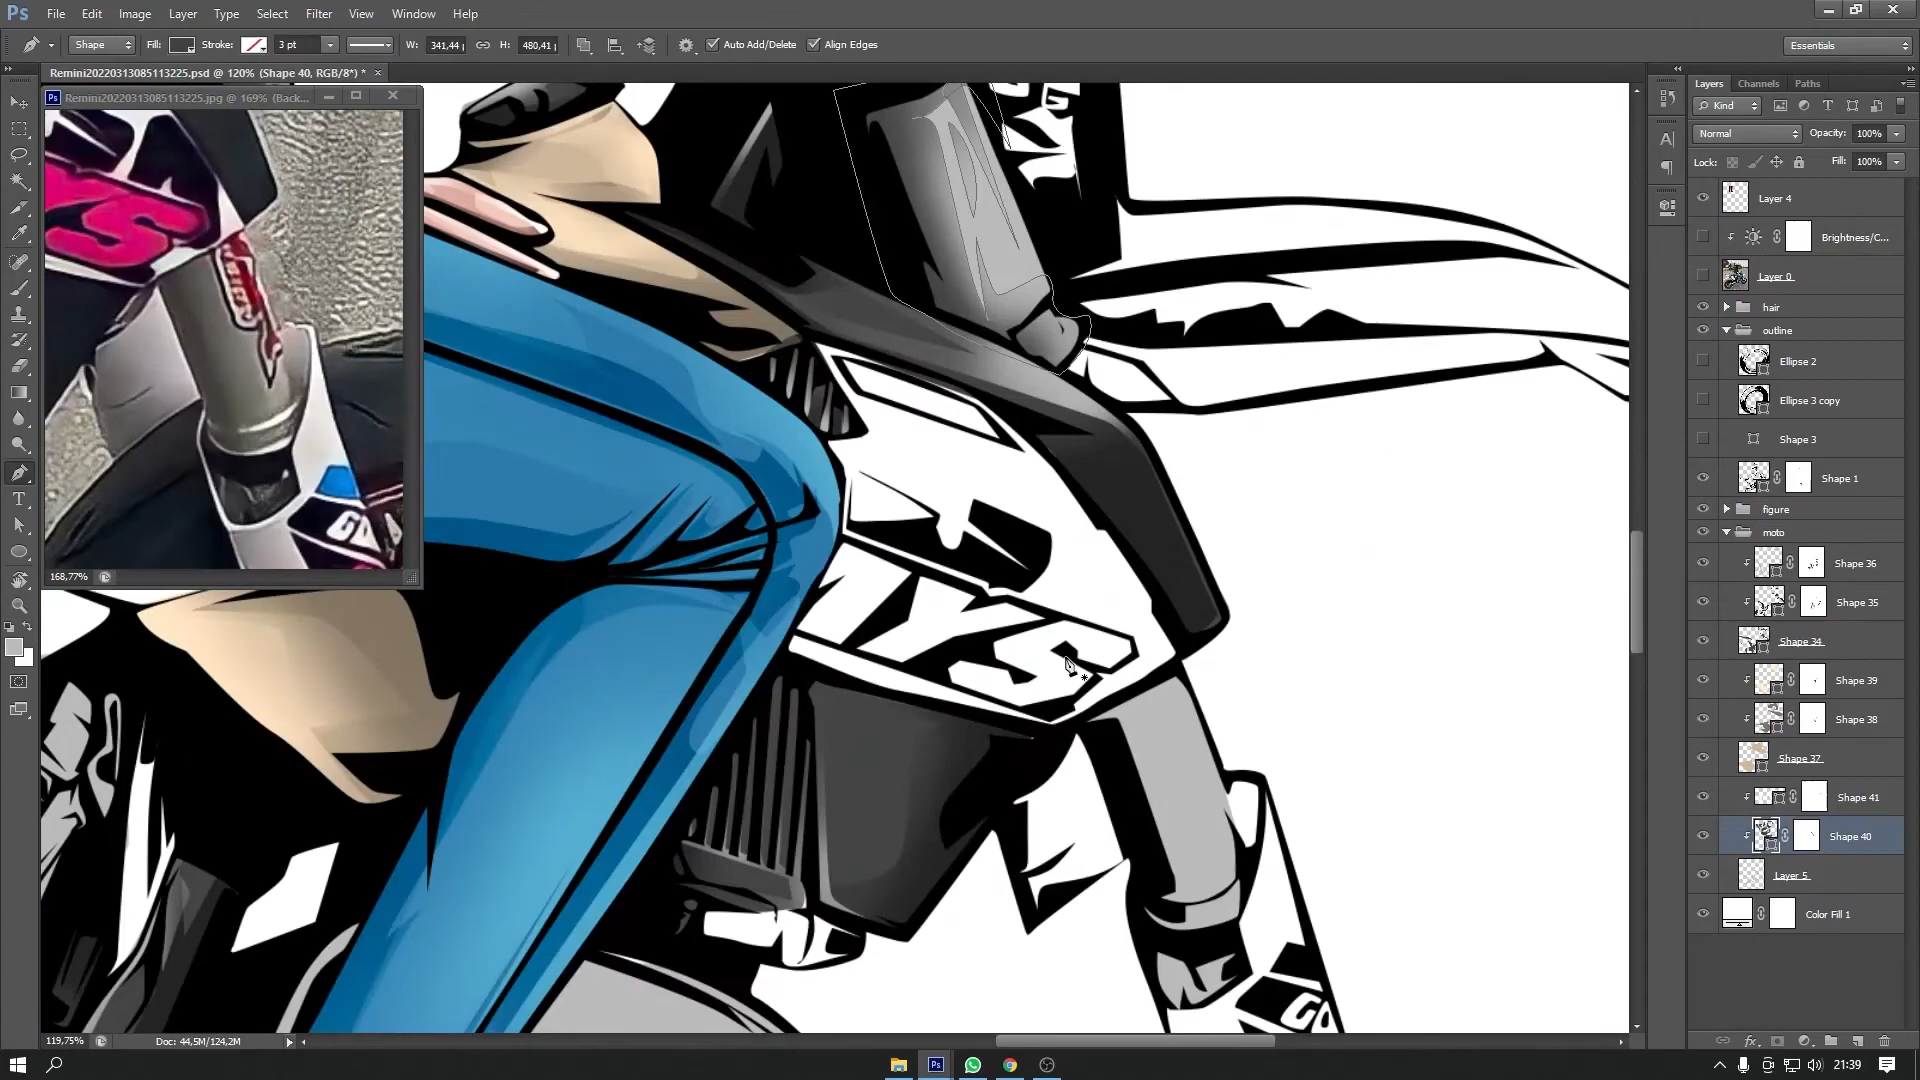 Ps File Edit Image Layer Type Select Filter View Window Help
Shape Fill: Stroke: 3 pt W: 341,44 H: 480,41 Auto Add/Delete Align Edges Essentials
Remini20220313085113225.psd @ 120% (Shape 40, RGB/8*) * ×
Ps Remini20220313085113225.jpg @ 169% (Back...
Layers Channels Paths
Kind
Normal Opacity: 100%
Lock: Fill: 100%
Layer 4
Brightness/C...
Layer 0
hair
outline
Ellipse 2
Ellipse 3 copy
Shape 3
Shape 1
figure
moto
Shape 36
Shape 35
Shape 34
Shape 39
Shape 38
Shape 37
Shape 41
Shape 40
Layer 5
Color Fill 1
YS
168,77%
YS
GO
119,75% Doc: 44,5M/124,2M
21:39